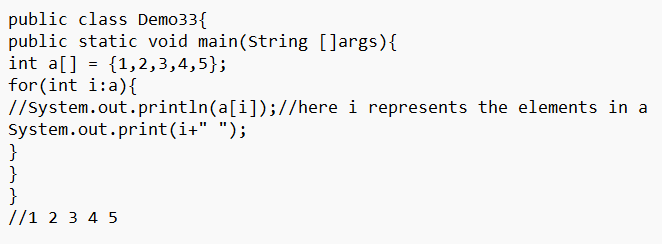 public class Demo33{
public static void main(String []args){
int a[] = {1,2,3,4,5};
for(int i:a){
//System.out.println(a[i]);//here i represents the elements in a
System.out.print(i+" ");
}
}
}
//1 2 3 4 5